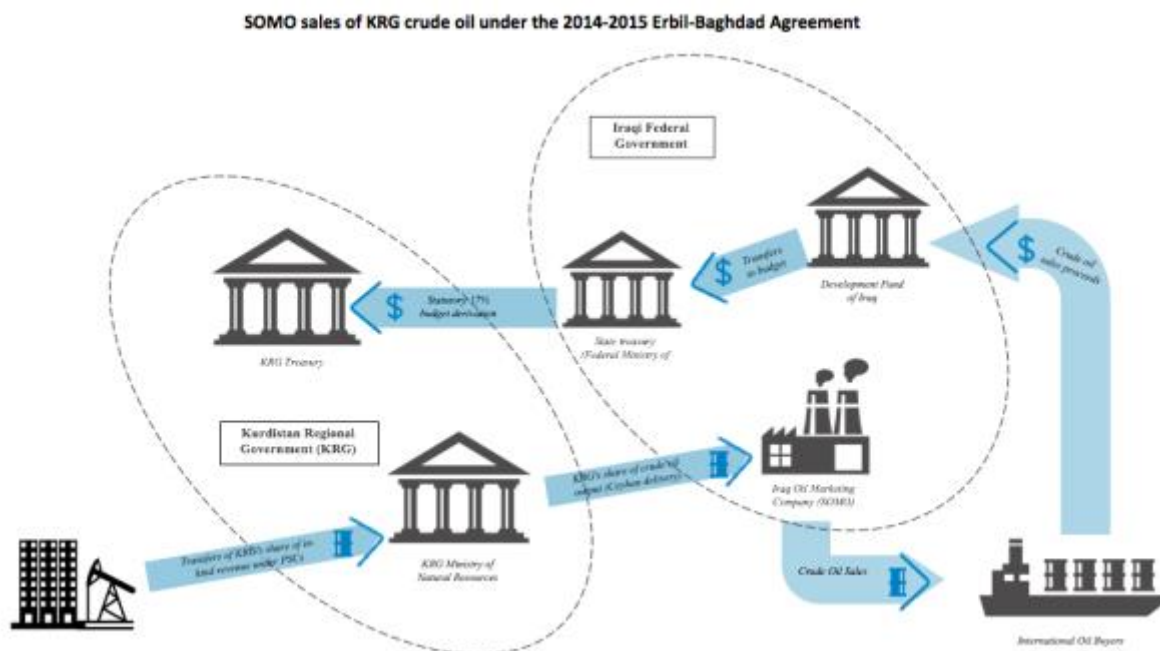 SOMO sales of KRG crude oil under the 2014-2015 Erbil-Baghdad Agreement
Iraqi Federal
Government
Crude oil
sales proceeds
Transfers
to budget
Development Fund
of Iraq
Statutory 17%
budget derivation
State treasury
/Federal Ministry of
KRG Treasury
Kurdistan Regional
Government (KRG)
KRG's share of crude oil
output (Ceyhan delivery)
Iraq Oil Marketing
Company (SOMO)
Transfers of KRG's share of in-
kind revenue under PSCs
KRG Ministry of
Natural Resources
Crude Oil Sales
International Oil Buyers